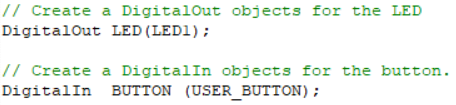 // Create a DigitalOut objects for the LED
DigitalOut LED(LED1);
// Create a DigitalIn objects for the button.
DigitalIn  BUTTON (USER_BUTTON);